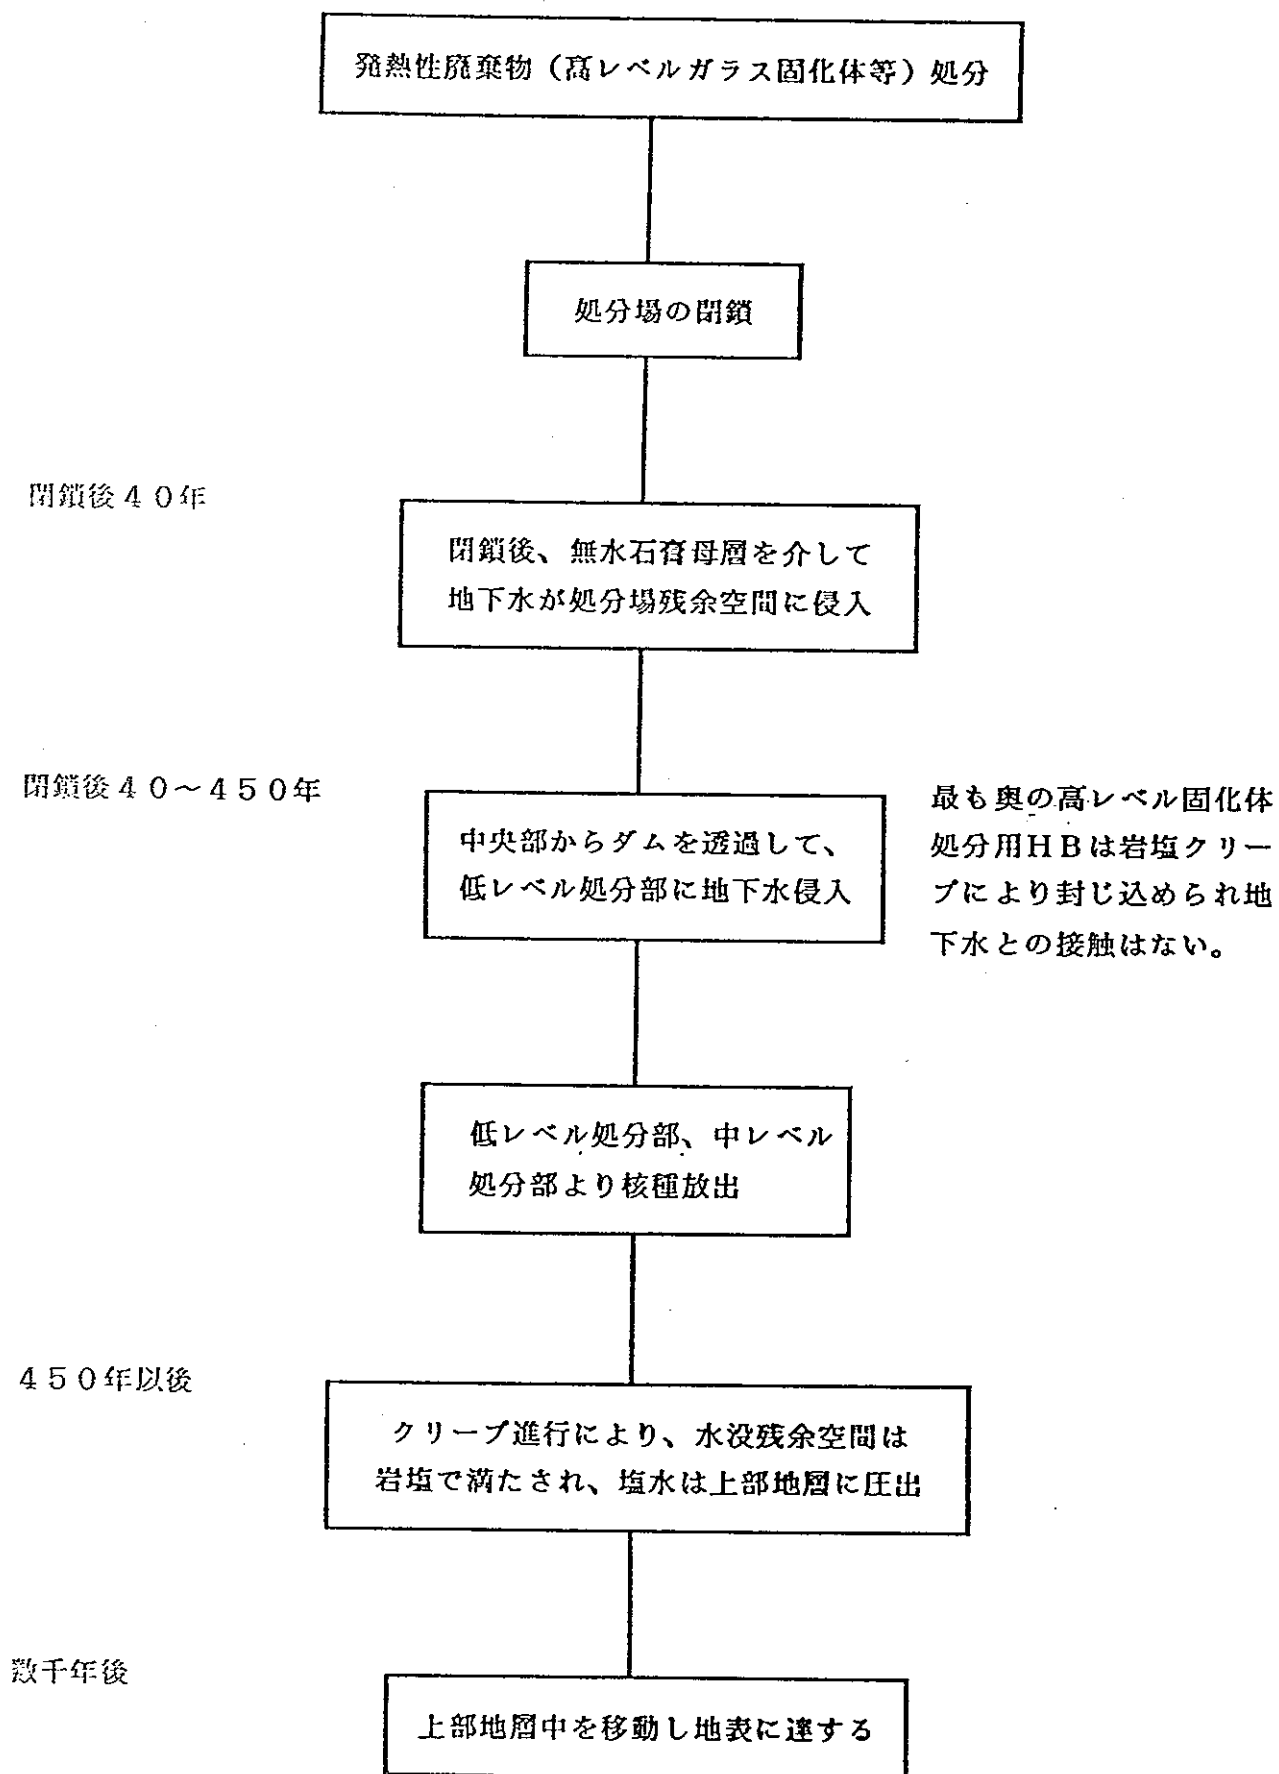 発熱性廃棄物（高レベルガラス固化体等）処分
処分場の閉鎖
閉鎖後４０年
閉鎖後、無水石膏母層を介して
地下水が処分場残余空間に侵入
閉鎖後４０～４５０年
中央部からダムを透過して、
低レベル処分部に地下水侵入
最も奥の高レベル固化体
処分用ＨＢは岩塩クリー
プにより封じ込められ地
下水との接触はない。
低レベル処分部、中レベル
処分部より核種放出
４５０年以後
クリープ進行により、水没残余空間は
岩塩で満たされ、塩水は上部地層に圧出
数千年後
上部地層中を移動し地表に達する